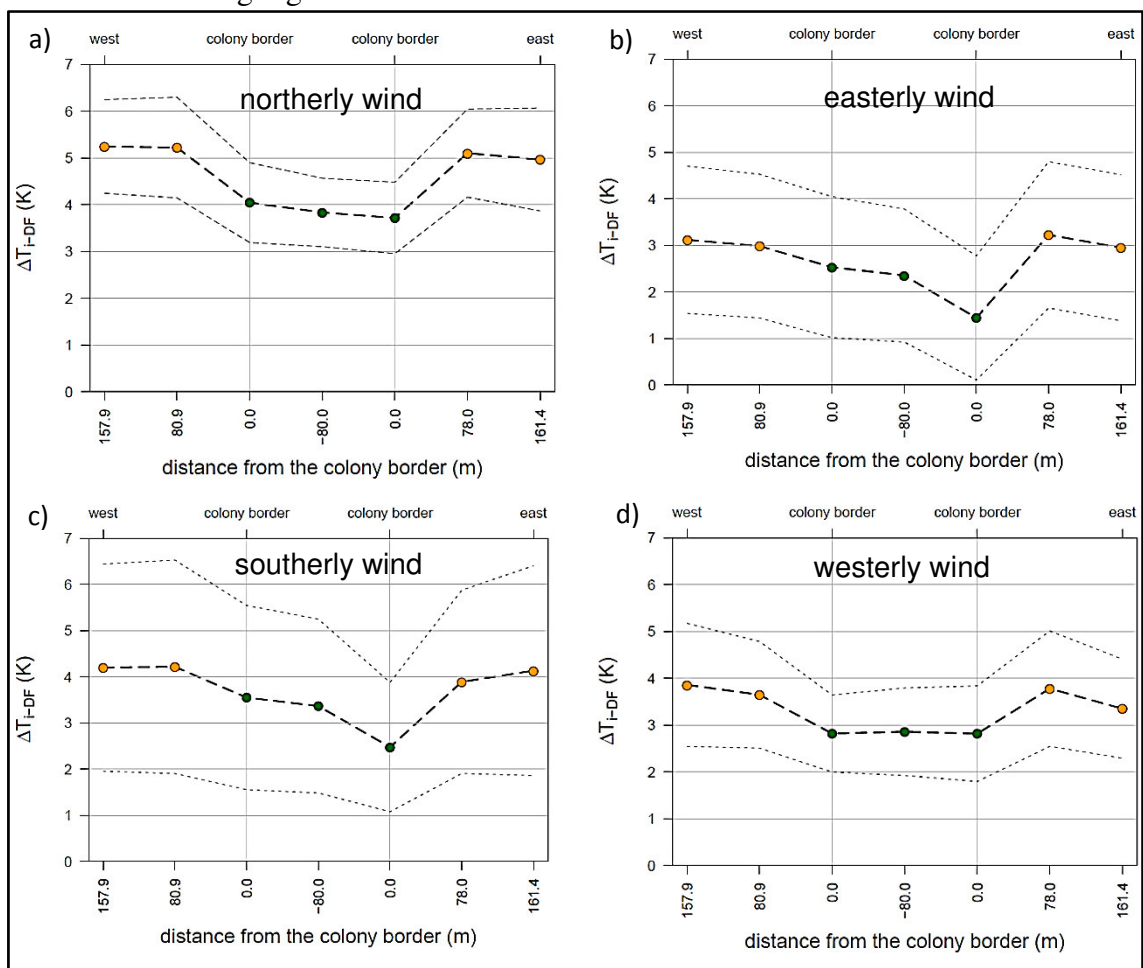 a)
west colony border colony border east
northerly wind
7
6
5
4
3
2
1
0
ΔTi-DF (K)
157.9 80.9 0.0 −80.0 0.0 78.0 161.4
distance from the colony border (m)
b)
west colony border colony border east
easterly wind
7
6
5
4
3
2
1
0
ΔTi-DF (K)
157.9 80.9 0.0 −80.0 0.0 78.0 161.4
distance from the colony border (m)
c)
west colony border colony border east
southerly wind
7
6
5
4
3
2
1
0
ΔTi-DF (K)
157.9 80.9 0.0 −80.0 0.0 78.0 161.4
distance from the colony border (m)
d)
west colony border colony border east
westerly wind
7
6
5
4
3
2
1
0
ΔTi-DF (K)
157.9 80.9 0.0 −80.0 0.0 78.0 161.4
distance from the colony border (m)